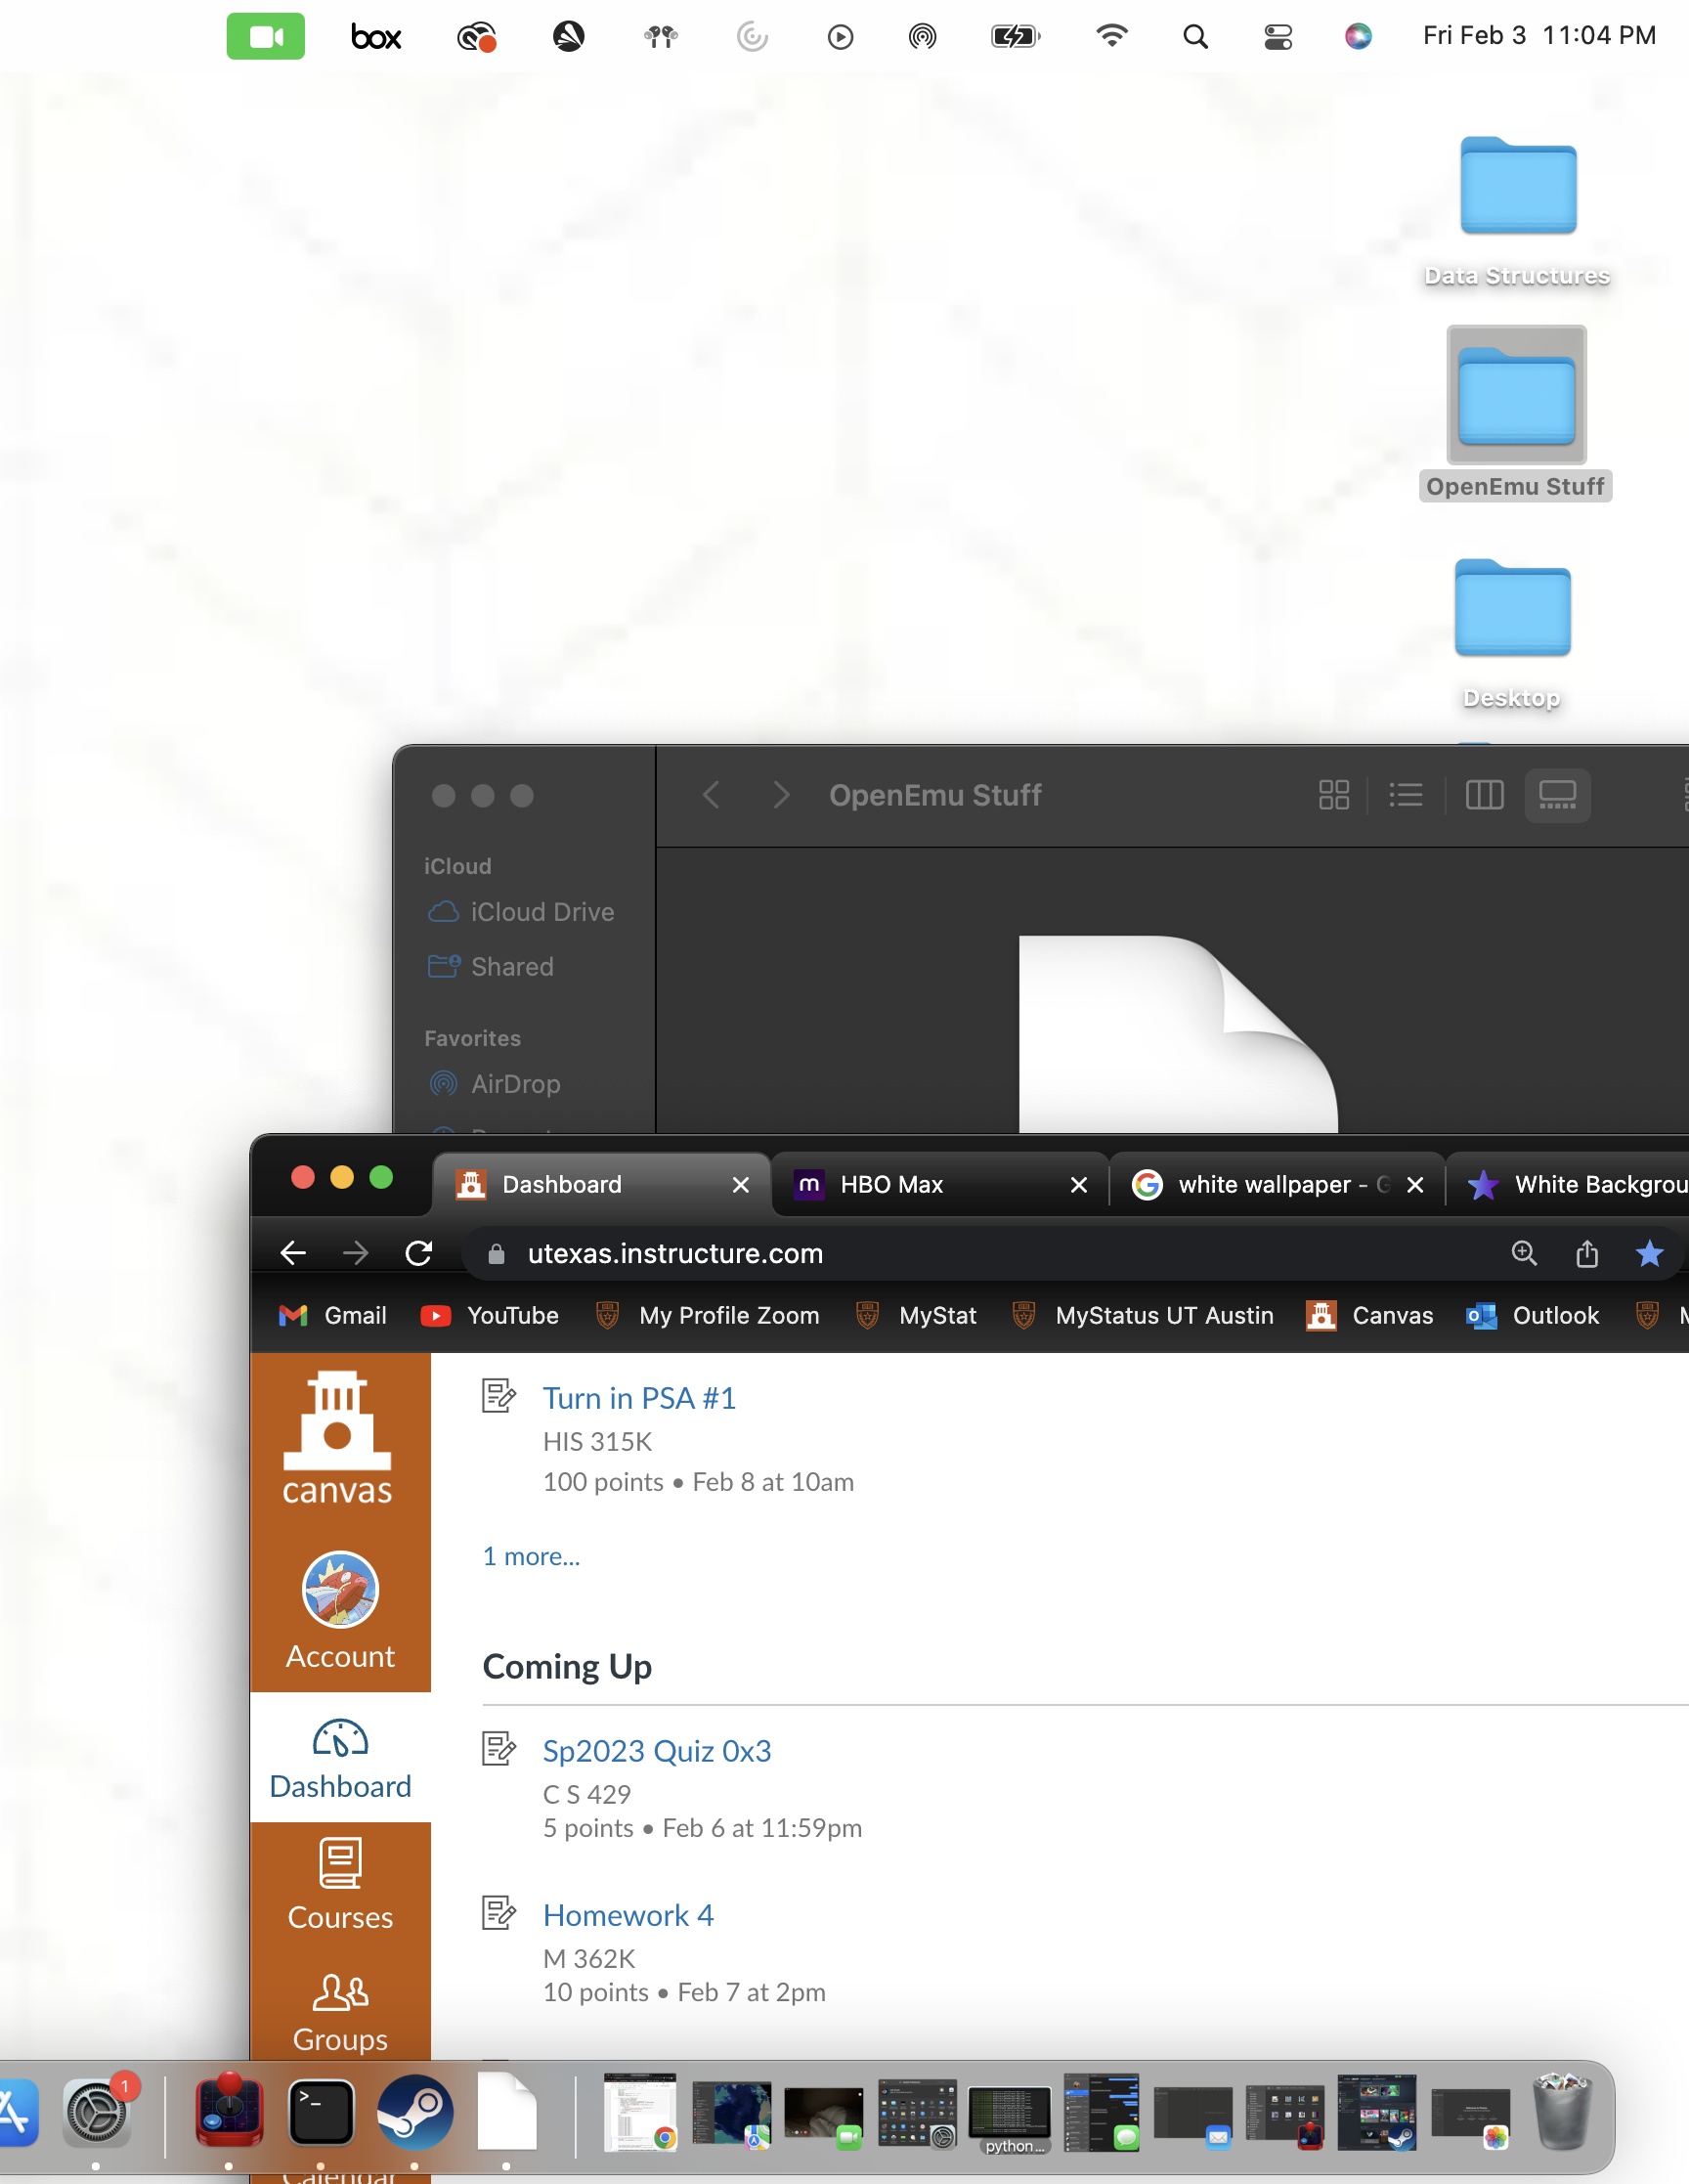 box
Fri Feb 3 11:04 PM
Data Structures
OpenEmu Stuff
Desktop
OpenEmu Stuff
iCloud
iCloud Drive
Shared
Favorites
AirDrop
Dashboard
HBO Max
white wallpaper - G
White Backgrou
utexas.instructure.com
Gmail
YouTube
My Profile Zoom
MyStat
MyStatus UT Austin
Canvas
Outlook
canvas
Account
Dashboard
Courses
Groups
Calendar
Turn in PSA #1
HIS 315K
100 points • Feb 8 at 10am
1 more...
Coming Up
Sp2023 Quiz 0x3
C S 429
5 points • Feb 6 at 11:59pm
Homework 4
M 362K
10 points • Feb 7 at 2pm
1
python...